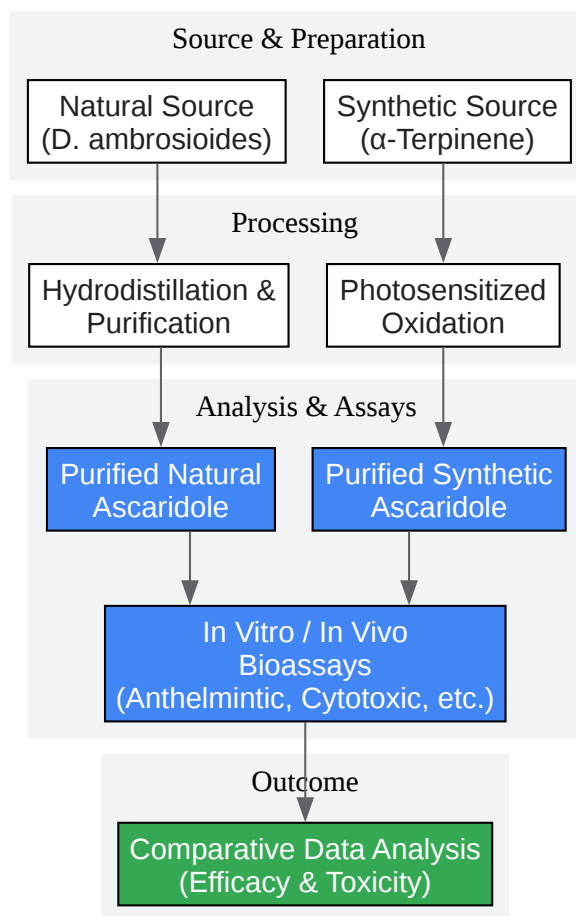 Source & Preparation
Natural Source
(D. ambrosioides)
Synthetic Source
(α-Terpinene)
Processing
Hydrodistillation &
Purification
Photosensitized
Oxidation
Analysis & Assays
Purified Natural
Ascaridole
Purified Synthetic
Ascaridole
In Vitro / In Vivo
Bioassays
(Anthelmintic, Cytotoxic, etc.)
Outcome
Comparative Data Analysis
(Efficacy & Toxicity)